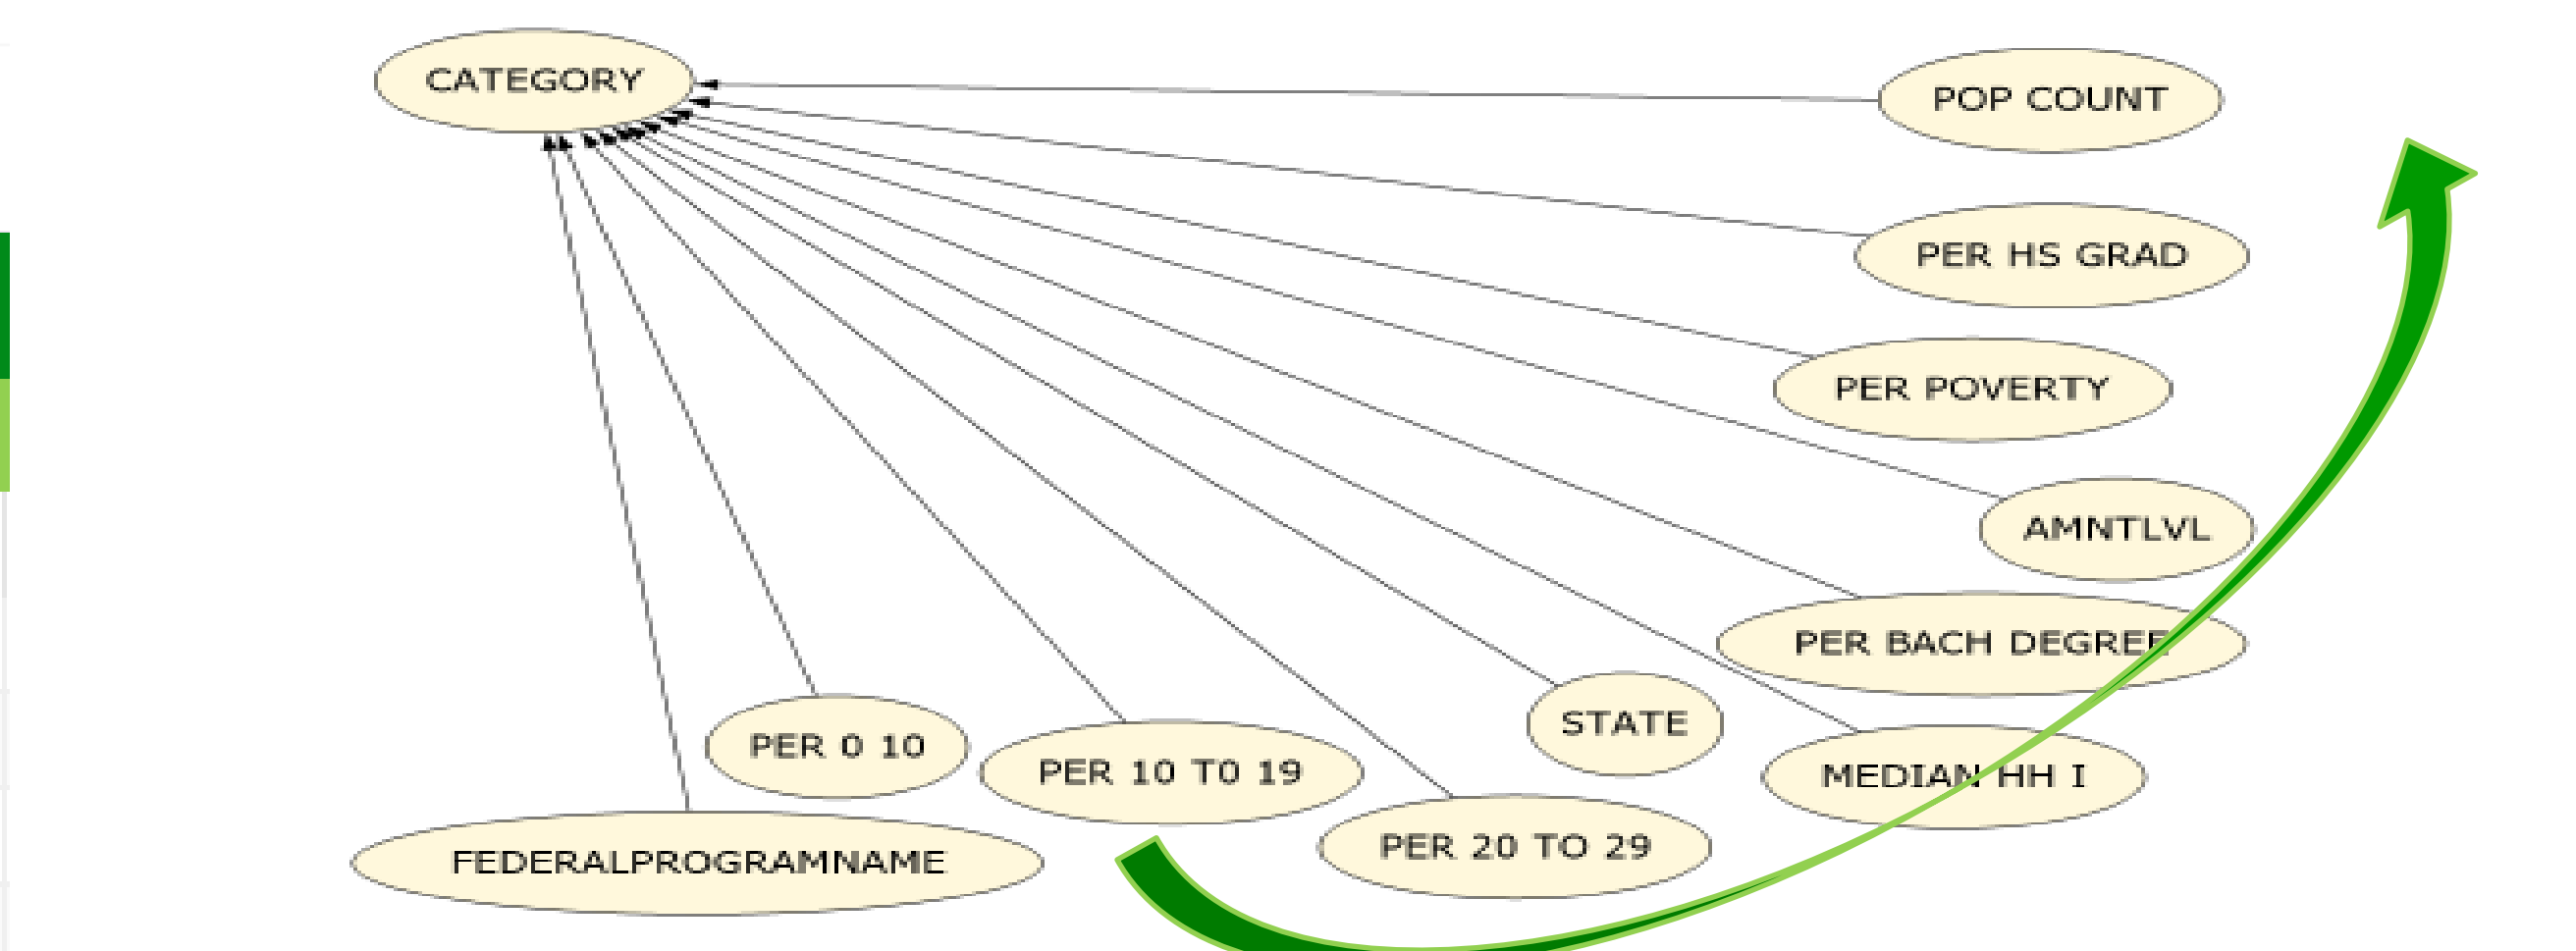 CATEGORY
POP COUNT
PER HS GRAD
PER POVERTY
AMNTLVL
PER BACH DEGREE
STATE
PER 0 10
PER 10 T0 19
MEDIAN HH I
PER 20 TO 29
FEDERALPROGRAMNAME